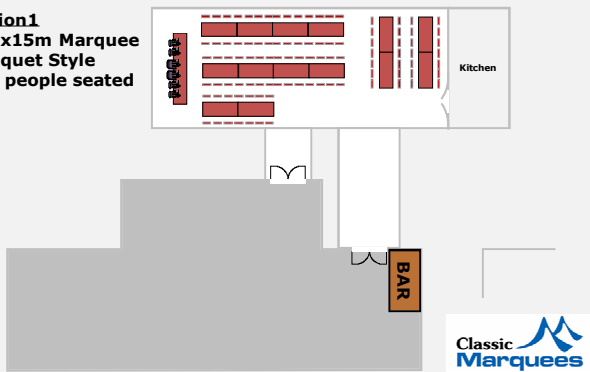 ion1
x15m Marquee
quet Style
people seated
Kitchen
BAR
Classic
Marquees